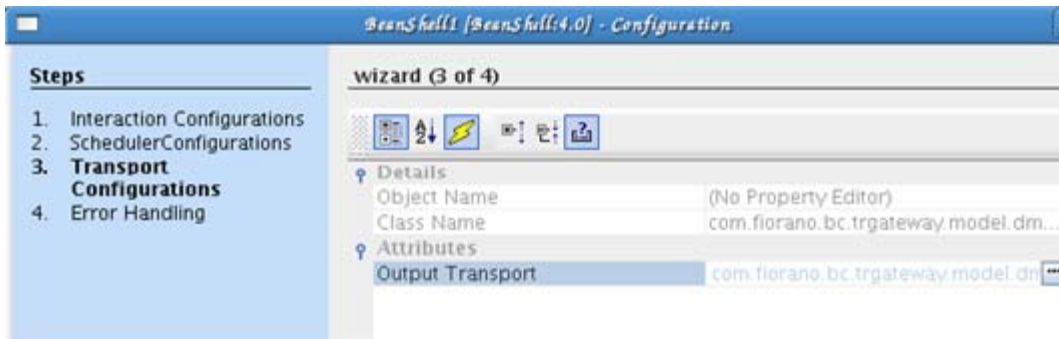 BeanShell1 [BeanShell:4.0] - Configuration
Steps
1. Interaction Configurations
2. SchedulerConfigurations
3. Transport
Configurations
4. Error Handling
wizard (3 of 4)
Details
Object Name (No Property Editor)
Class Name com.fiorano.bc.trgateway.model.dm...
Attributes
Output Transport com.fiorano.bc.trgateway.model.dn